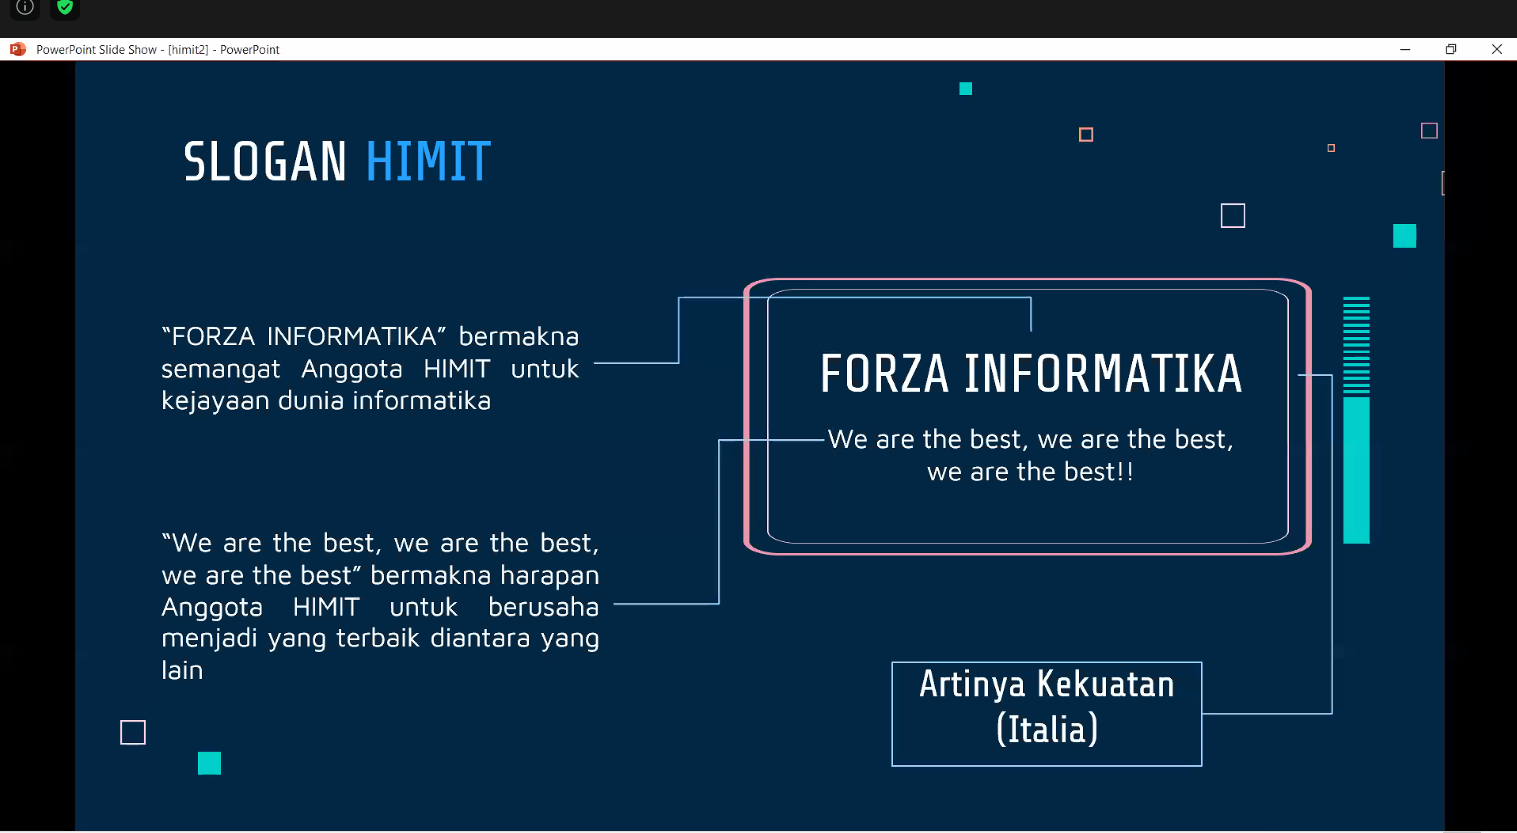 PowerPoint Slide Show - [himit2] - PowerPoint
SLOGAN HIMIT
“FORZA INFORMATIKA” bermakna
semangat Anggota HIMIT untuk
kejayaan dunia informatika
“We are the best, we are the best,
we are the best” bermakna harapan
Anggota HIMIT untuk berusaha
menjadi yang terbaik diantara yang
lain
FORZA INFORMATIKA
We are the best, we are the best,
we are the best!!
Artinya Kekuatan
(Italia)